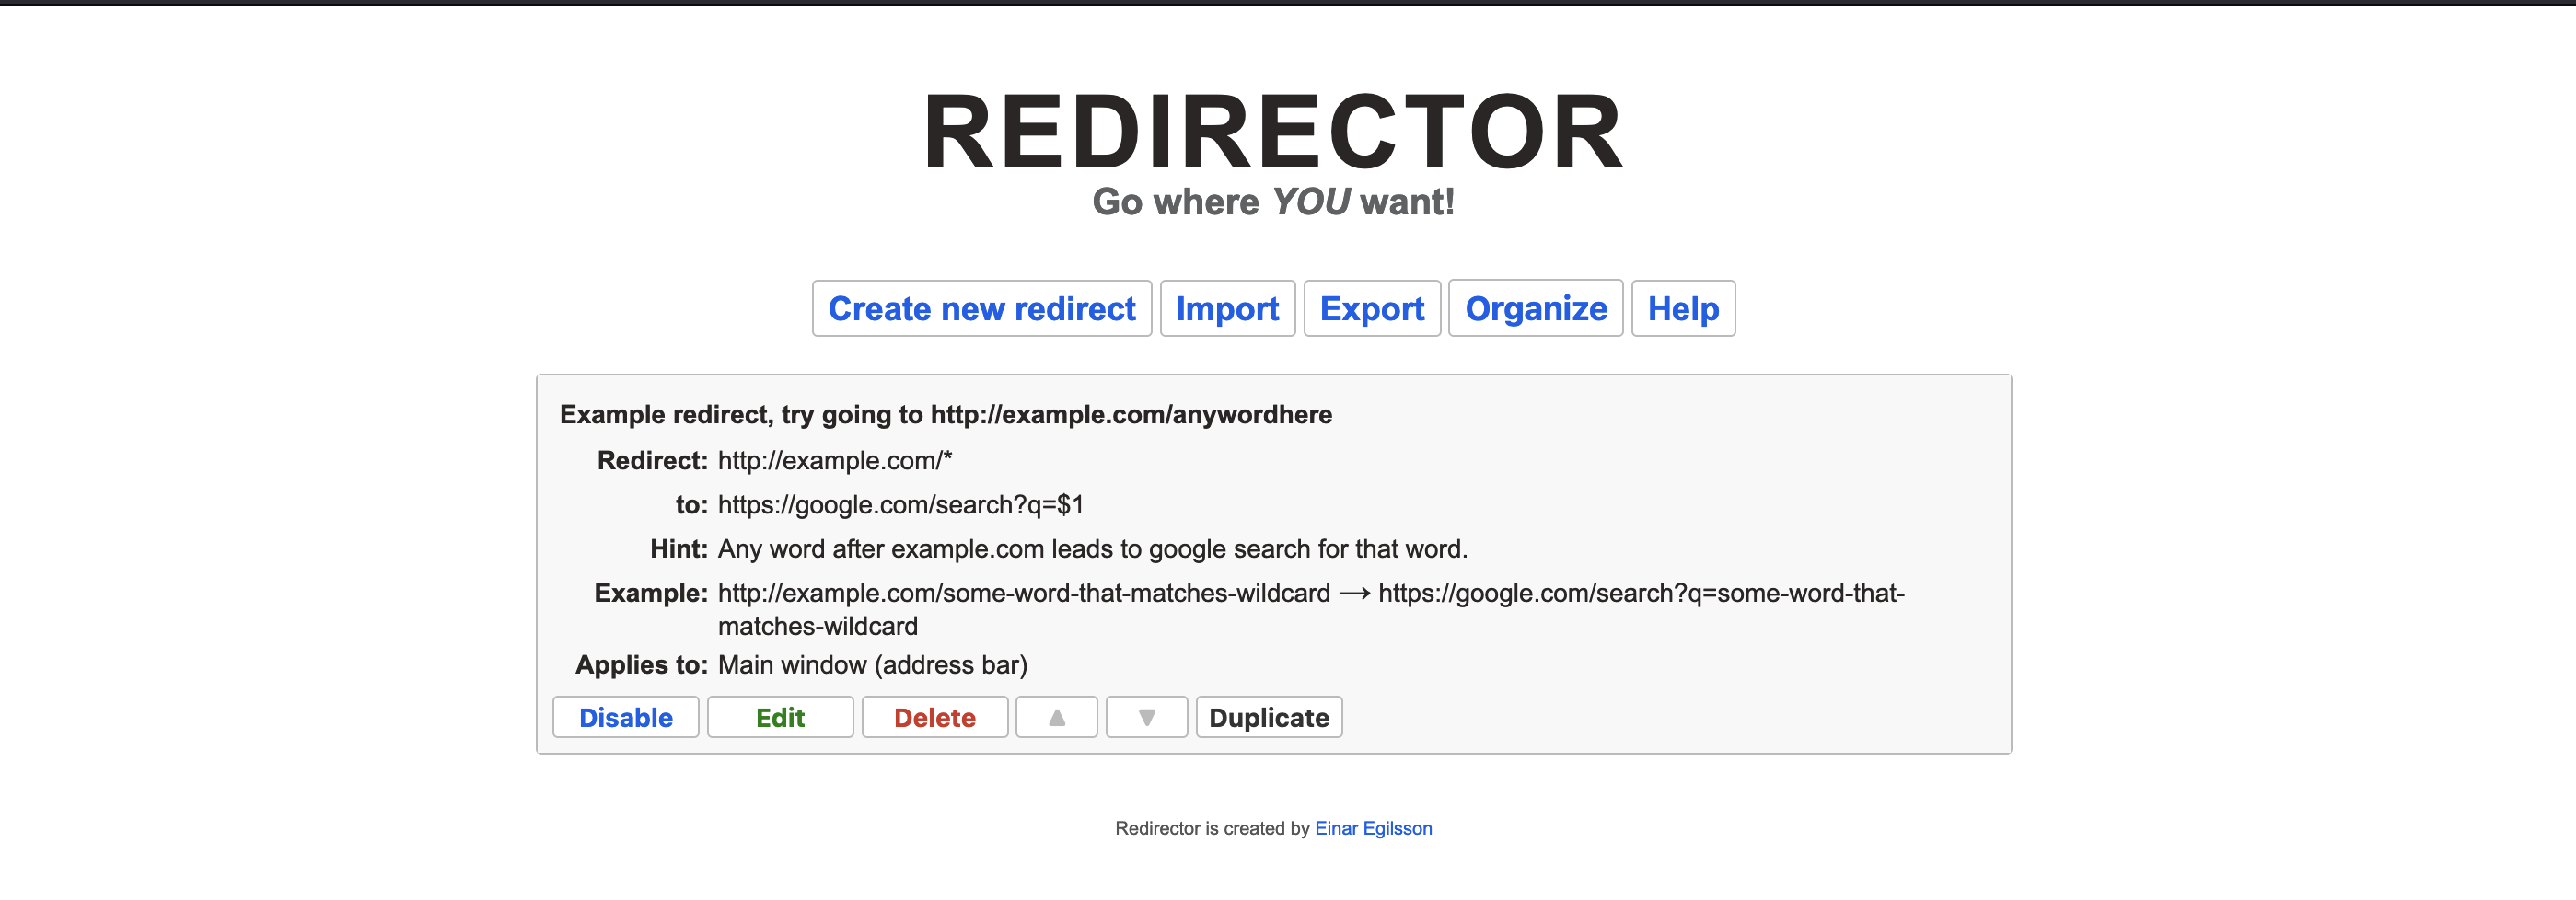 REDIRECTOR
Go where YOU want!
Create new redirect Import Export Organize Help
Example redirect, try going to http://example.com/anywordhere
Redirect: http://example.com/*
to: https://google.com/search?q=$1
Hint: Any word after example.com leads to google search for that word.
Example: http://example.com/some-word-that-matches-wildcard → https://google.com/search?q=some-word-that-
matches-wildcard
Applies to: Main window (address bar)
Disable Edit Delete ▲ ▼ Duplicate
Redirector is created by Einar Egilsson